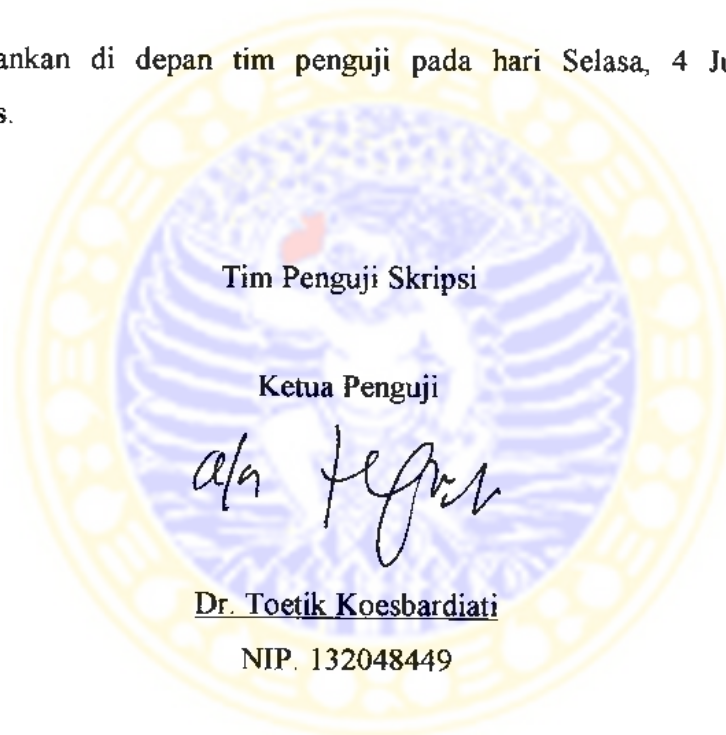 ankan di depan tim penguji pada hari Selasa, 4 Ju
s.
Tim Penguji Skripsi
Ketua Penguji
a/n
Dr. Toetik Koesbardiati
NIP. 132048449